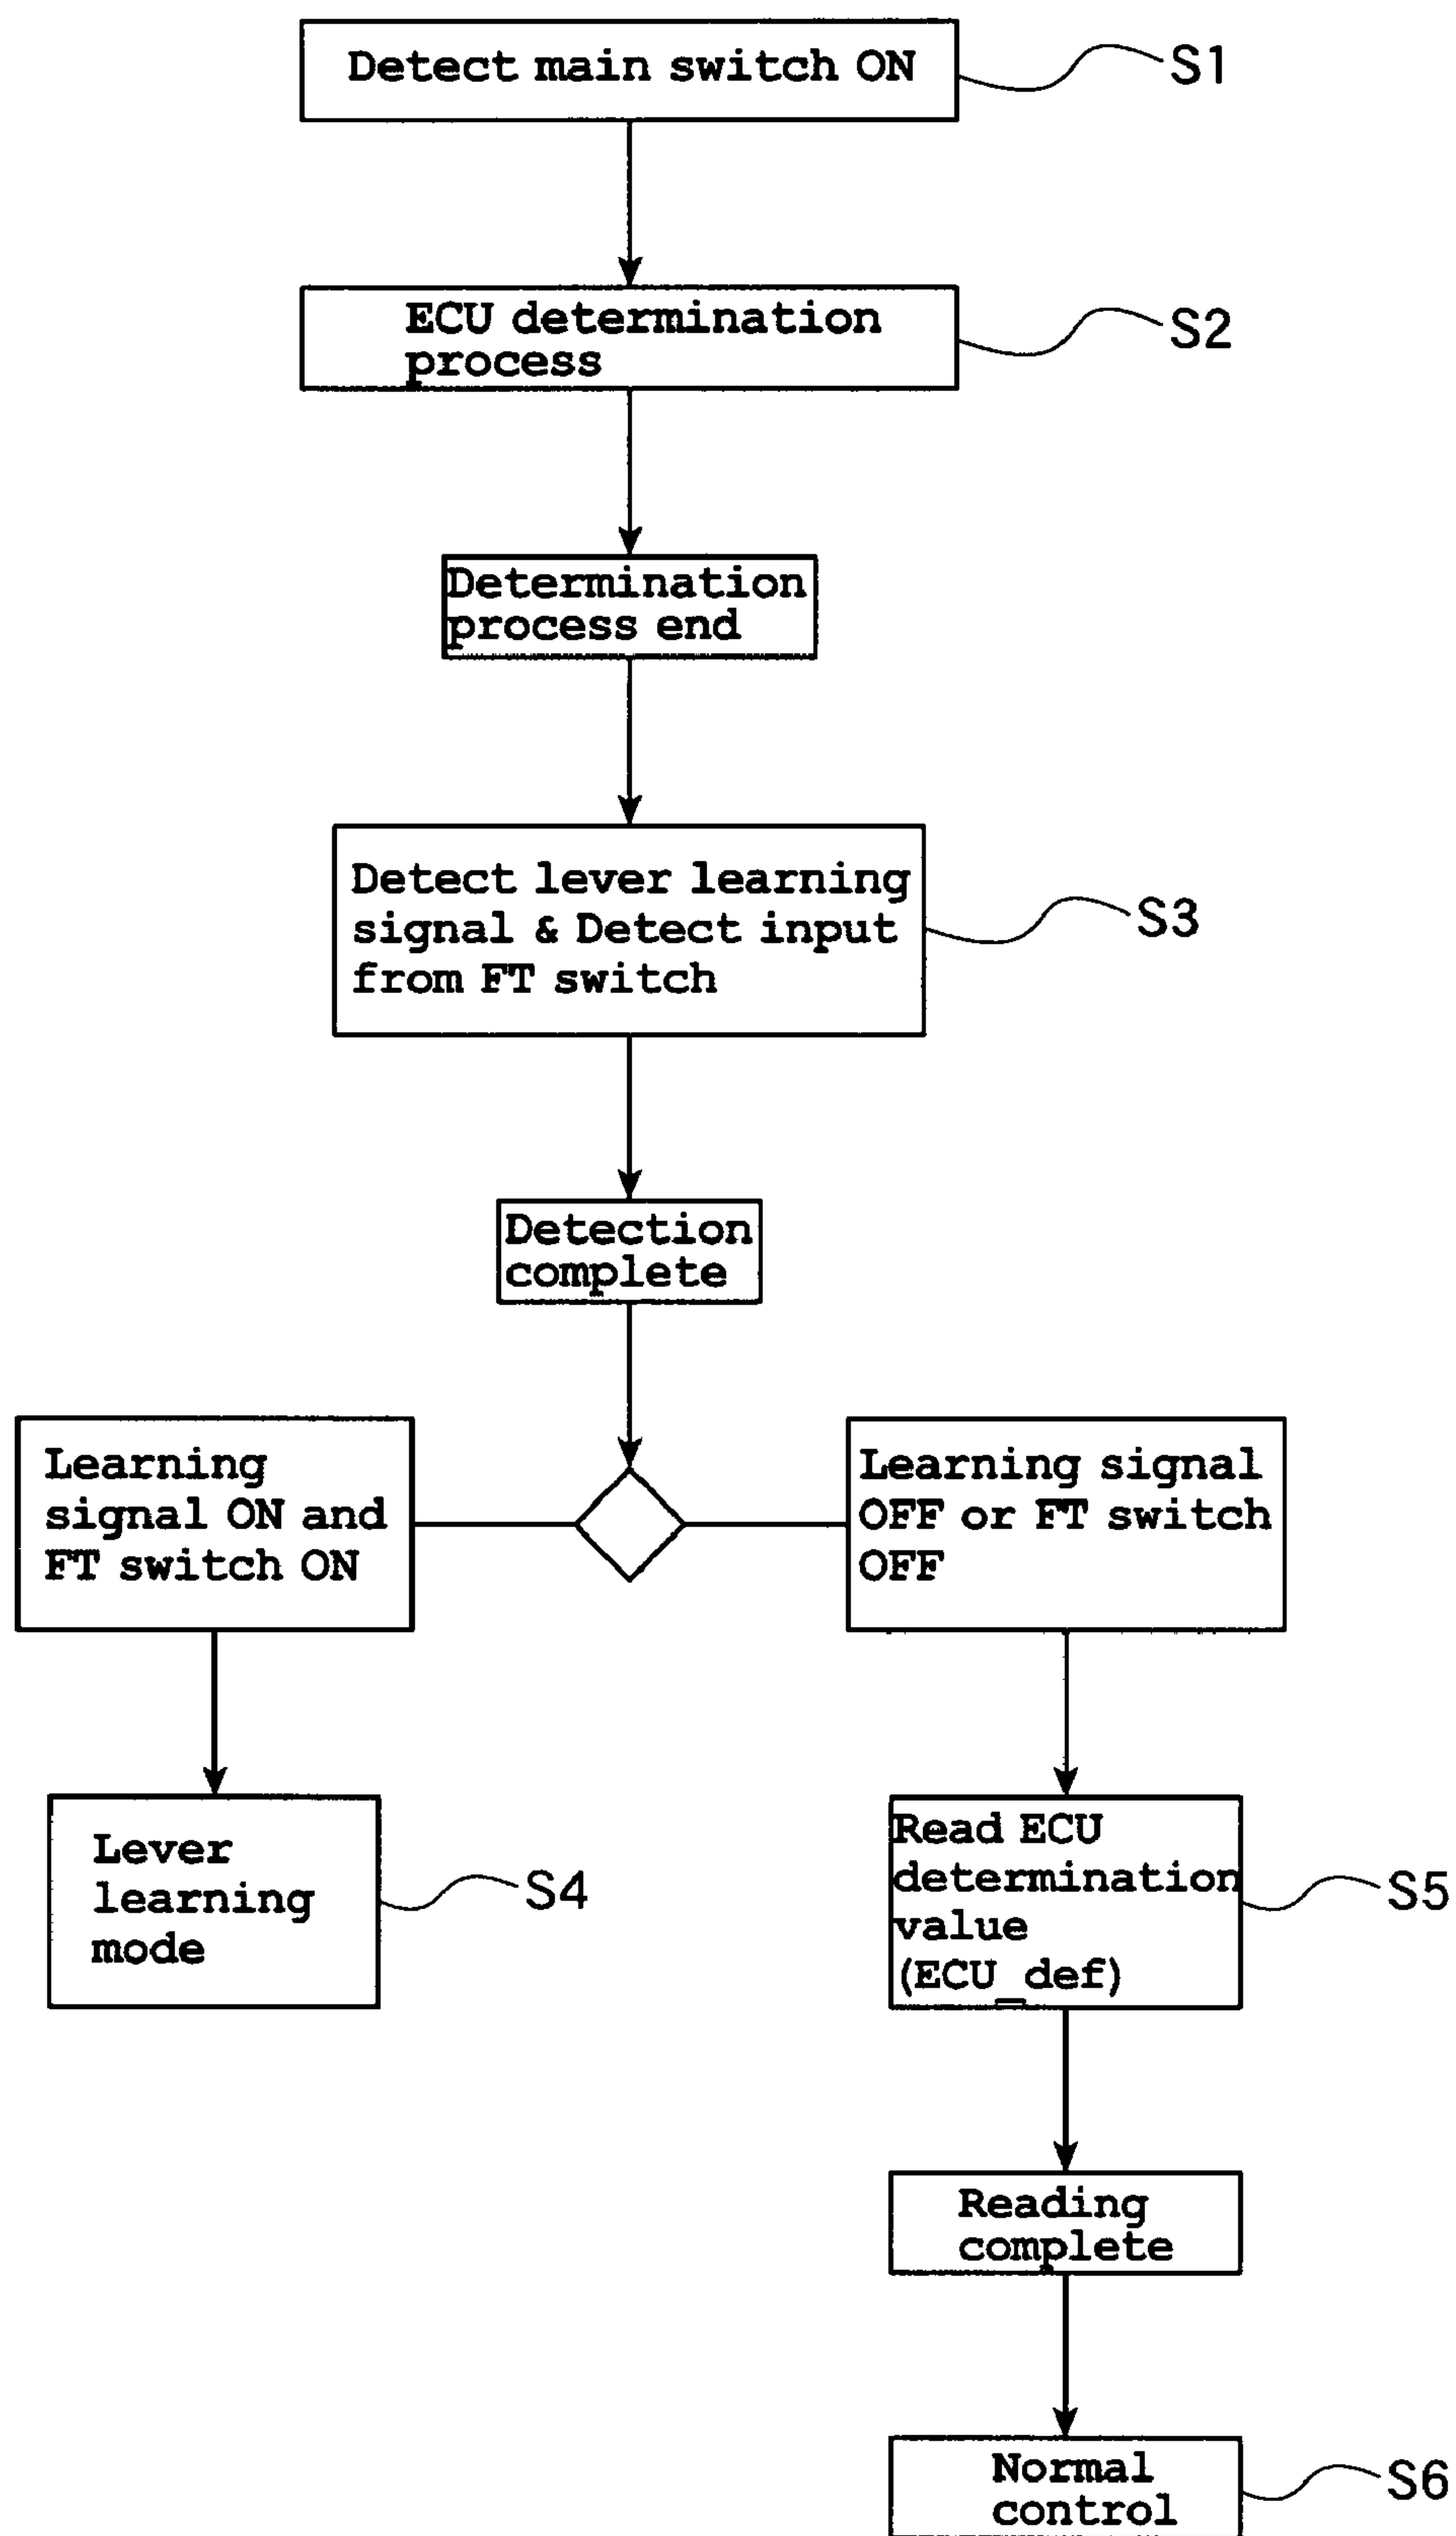 Detect main switch ON
S1
ECU determination
process
S2
Determination
process end
Detect lever learning
signal & Detect input
from FT switch
S3
Detection
complete
Learning
signal ON and
FT switch ON
Learning signal
OFF or FT switch
OFF
Lever
learning
mode
S4
Read ECU
determination
value
(ECU_def)
S5
Reading
complete
Normal
control
S6